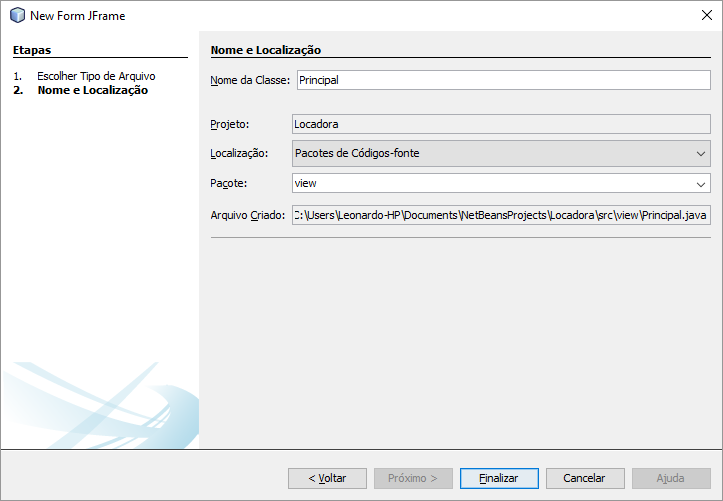 New Form JFrame
Etapas
1. Escolher Tipo de Arquivo
2. Nome e Localização
Nome e Localização
Nome da Classe: Principal
Projeto: Locadora
Localização: Pacotes de Códigos-fonte
Pacote: view
Arquivo Criado: C:\Users\Leonardo-HP\Documents\NetBeansProjects\Locadora\src\view\Principal.java
< Voltar Próximo > Finalizar Cancelar Ajuda